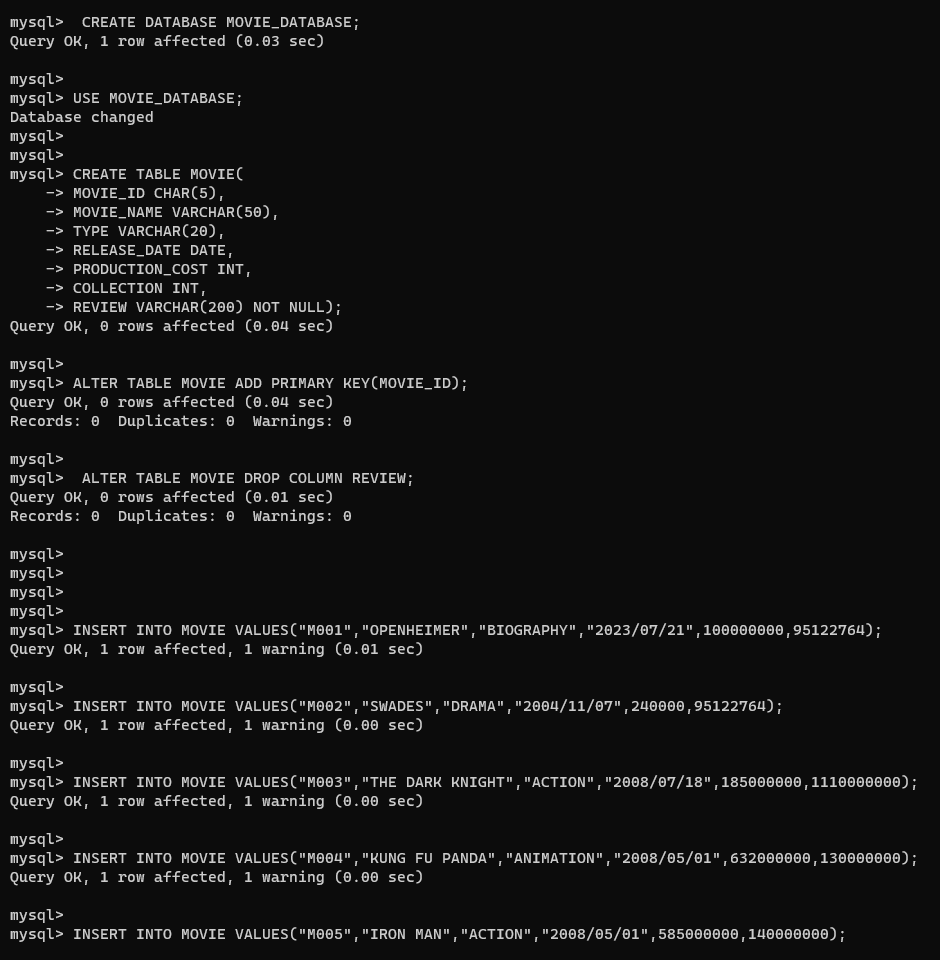 mysql>  CREATE DATABASE MOVIE_DATABASE;
Query OK, 1 row affected (0.03 sec)
mysql>
mysql> USE MOVIE_DATABASE;
Database changed
mysql>
mysql>
mysql> CREATE TABLE MOVIE(
    -> MOVIE_ID CHAR(5),
    -> MOVIE_NAME VARCHAR(50),
    -> TYPE VARCHAR(20),
    -> RELEASE_DATE DATE,
    -> PRODUCTION_COST INT,
    -> COLLECTION INT,
    -> REVIEW VARCHAR(200) NOT NULL);
Query OK, 0 rows affected (0.04 sec)
mysql>
mysql> ALTER TABLE MOVIE ADD PRIMARY KEY(MOVIE_ID);
Query OK, 0 rows affected (0.04 sec)
Records: 0  Duplicates: 0  Warnings: 0
mysql>
mysql>  ALTER TABLE MOVIE DROP COLUMN REVIEW;
Query OK, 0 rows affected (0.01 sec)
Records: 0  Duplicates: 0  Warnings: 0
mysql>
mysql>
mysql>
mysql>
mysql> INSERT INTO MOVIE VALUES("M001","OPENHEIMER","BIOGRAPHY","2023/07/21",100000000,95122764);
Query OK, 1 row affected, 1 warning (0.01 sec)
mysql>
mysql> INSERT INTO MOVIE VALUES("M002","SWADES","DRAMA","2004/11/07",240000,95122764);
Query OK, 1 row affected, 1 warning (0.00 sec)
mysql>
mysql> INSERT INTO MOVIE VALUES("M003","THE DARK KNIGHT","ACTION","2008/07/18",185000000,1110000000);
Query OK, 1 row affected, 1 warning (0.00 sec)
mysql>
mysql> INSERT INTO MOVIE VALUES("M004","KUNG FU PANDA","ANIMATION","2008/05/01",632000000,130000000);
Query OK, 1 row affected, 1 warning (0.00 sec)
mysql>
mysql> INSERT INTO MOVIE VALUES("M005","IRON MAN","ACTION","2008/05/01",585000000,140000000);